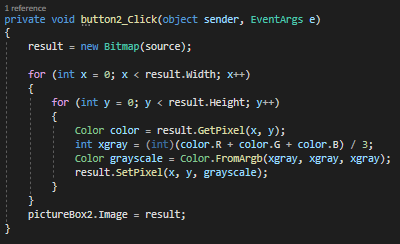 1 reference
private void button2_Click(object sender, EventArgs e)
{
    result = new Bitmap(source);

    for (int x = 0; x < result.Width; x++)
    {
        for (int y = 0; y < result.Height; y++)
        {
            Color color = result.GetPixel(x, y);
            int xgray = (int)(color.R + color.G + color.B) / 3;
            Color grayscale = Color.FromArgb(xgray, xgray, xgray);
            result.SetPixel(x, y, grayscale);
        }
    }
    pictureBox2.Image = result;
}